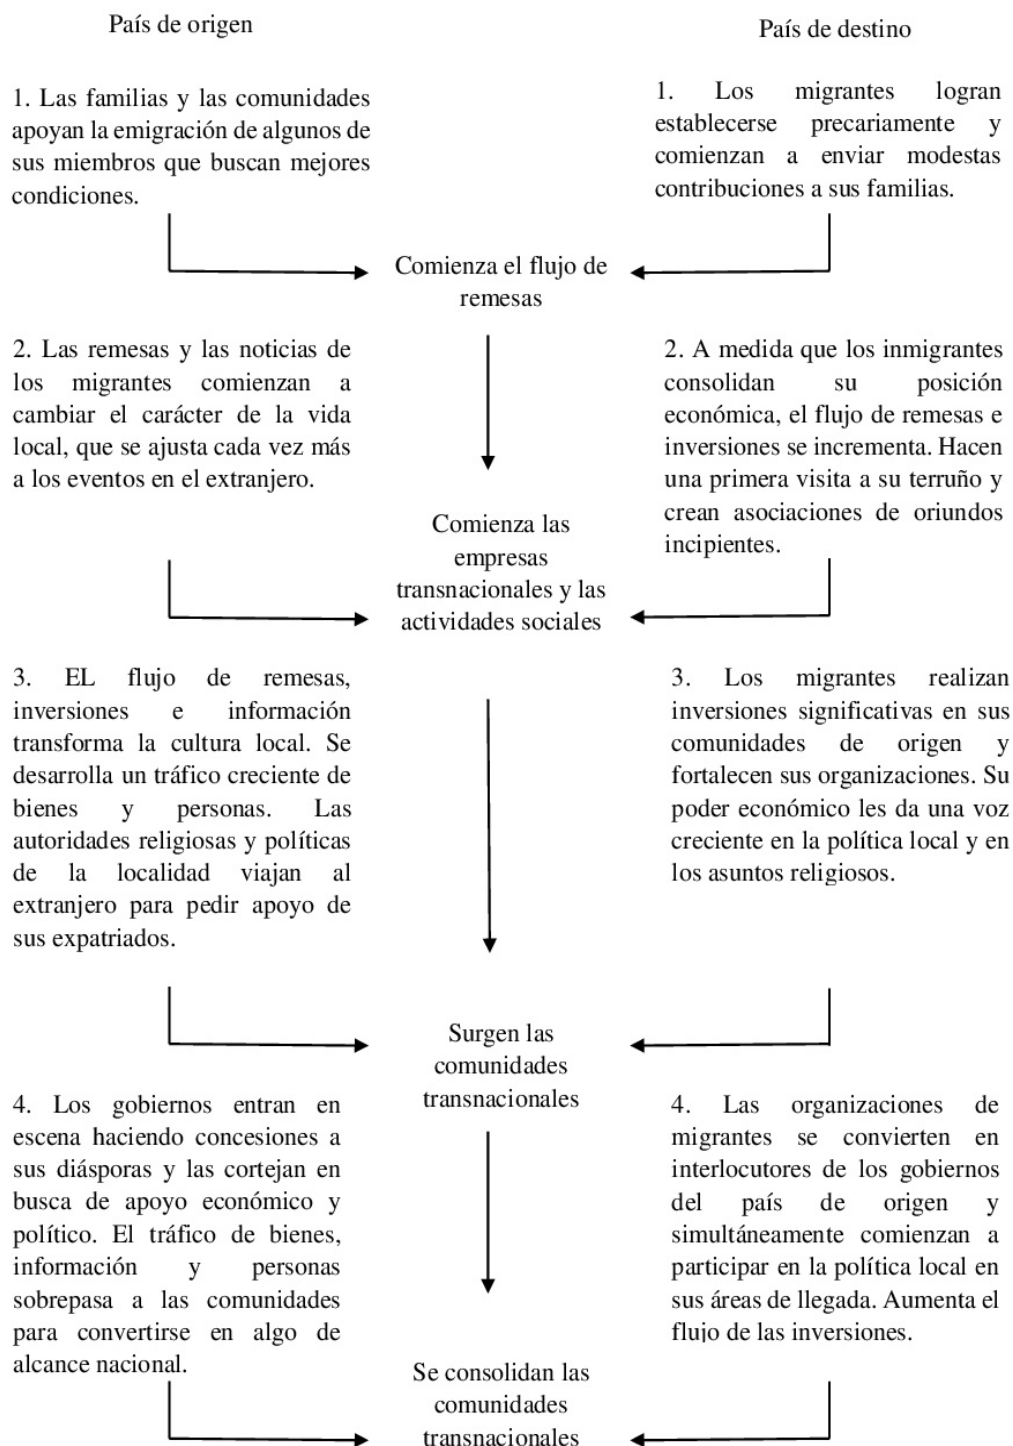 País de origen
País de destino
1. Las familias y las comunidades
apoyan la emigración de algunos de
sus miembros que buscan mejores
condiciones.
1. Los migrantes logran
establecerse precariamente y
comienzan a enviar modestas
contribuciones a sus familias.
Comienza el flujo de
remesas
2. Las remesas y las noticias de
los migrantes comienzan a
cambiar el carácter de la vida
local, que se ajusta cada vez más
a los eventos en el extranjero.
2. A medida que los inmigrantes
consolidan su posición
económica, el flujo de remesas e
inversiones se incrementa. Hacen
una primera visita a su terruño y
crean asociaciones de oriundos
incipientes.
Comienza las
empresas
transnacionales y las
actividades sociales
3. EL flujo de remesas,
inversiones e información
transforma la cultura local. Se
desarrolla un tráfico creciente de
bienes y personas. Las
autoridades religiosas y políticas
de la localidad viajan al
extranjero para pedir apoyo de
sus expatriados.
3. Los migrantes realizan
inversiones significativas en sus
comunidades de origen y
fortalecen sus organizaciones. Su
poder económico les da una voz
creciente en la política local y en
los asuntos religiosos.
Surgen las
comunidades
transnacionales
4. Los gobiernos entran en
escena haciendo concesiones a
sus diásporas y las cortejan en
busca de apoyo económico y
político. El tráfico de bienes,
información y personas
sobrepasa a las comunidades
para convertirse en algo de
alcance nacional.
4. Las organizaciones de
migrantes se convierten en
interlocutores de los gobiernos
del país de origen y
simultáneamente comienzan a
participar en la política local en
sus áreas de llegada. Aumenta el
flujo de las inversiones.
Se consolidan las
comunidades
transnacionales